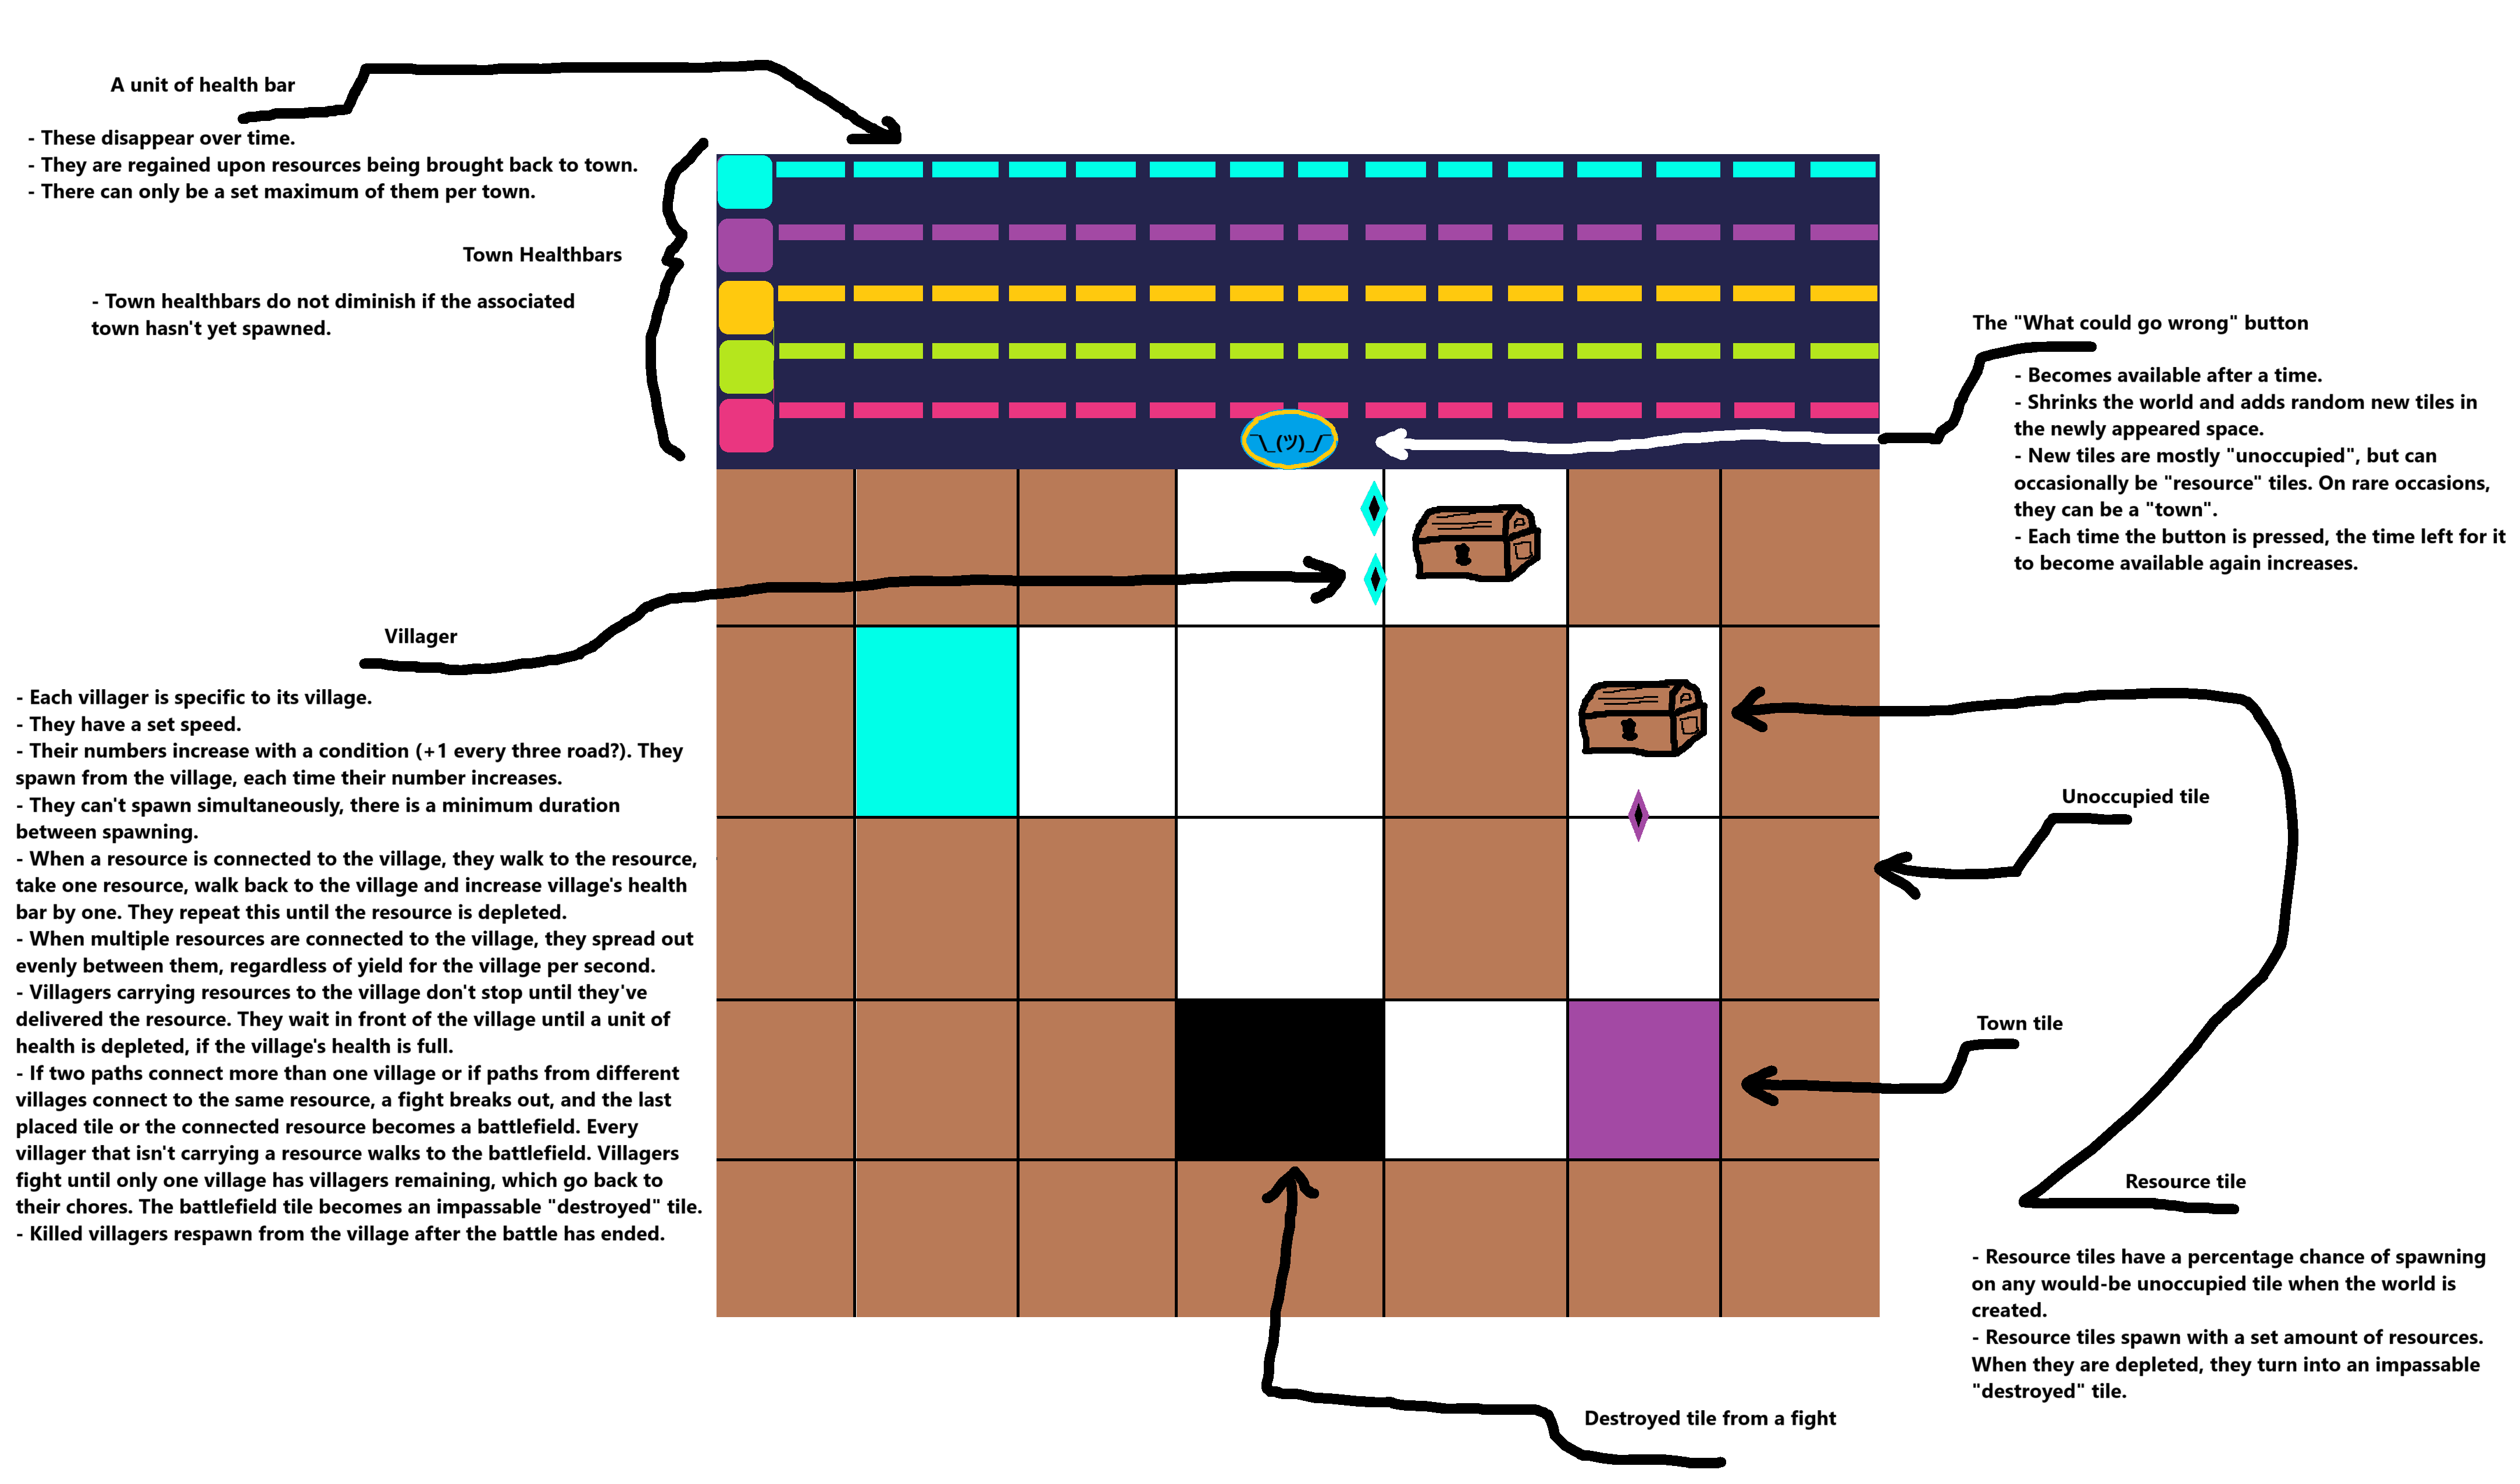 A unit of health bar
- These disappear over time.
- They are regained upon resources being brought back to town.
- There can only be a set maximum of them per town.
Town Healthbars
- Town healthbars do not diminish if the associated
town hasn't yet spawned.
The "What could go wrong" button
- Becomes available after a time.
- Shrinks the world and adds random new tiles in
the newly appeared space.
- New tiles are mostly "unoccupied", but can
occasionally be "resource" tiles. On rare occasions,
they can be a "town".
- Each time the button is pressed, the time left for it
to become available again increases.
¯\_(ツ)_/¯
Villager
- Each villager is specific to its village.
- They have a set speed.
- Their numbers increase with a condition (+1 every three road?). They
spawn from the village, each time their number increases.
- They can't spawn simultaneously, there is a minimum duration
between spawning.
- When a resource is connected to the village, they walk to the resource,
take one resource, walk back to the village and increase village's health
bar by one. They repeat this until the resource is depleted.
- When multiple resources are connected to the village, they spread out
evenly between them, regardless of yield for the village per second.
- Villagers carrying resources to the village don't stop until they've
delivered the resource. They wait in front of the village until a unit of
health is depleted, if the village's health is full.
- If two paths connect more than one village or if paths from different
villages connect to the same resource, a fight breaks out, and the last
placed tile or the connected resource becomes a battlefield. Every
villager that isn't carrying a resource walks to the battlefield. Villagers
fight until only one village has villagers remaining, which go back to
their chores. The battlefield tile becomes an impassable "destroyed" tile.
- Killed villagers respawn from the village after the battle has ended.
Unoccupied tile
Town tile
Resource tile
- Resource tiles have a percentage chance of spawning
on any would-be unoccupied tile when the world is
created.
- Resource tiles spawn with a set amount of resources.
When they are depleted, they turn into an impassable
"destroyed" tile.
Destroyed tile from a fight